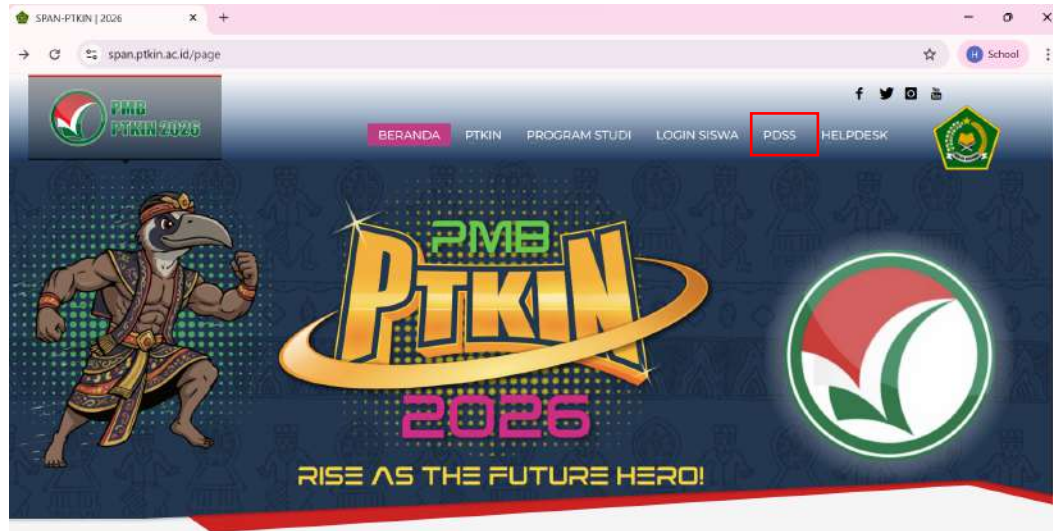 SPAN-PTKIN | 2026
span.ptkin.ac.id/page
H School
PMB
PTKIN 2026
BERANDA PTKIN PROGRAM STUDI LOGIN SISWA PDSS HELPDESK
PMB
PTKIN
2026
RISE AS THE FUTURE HERO!